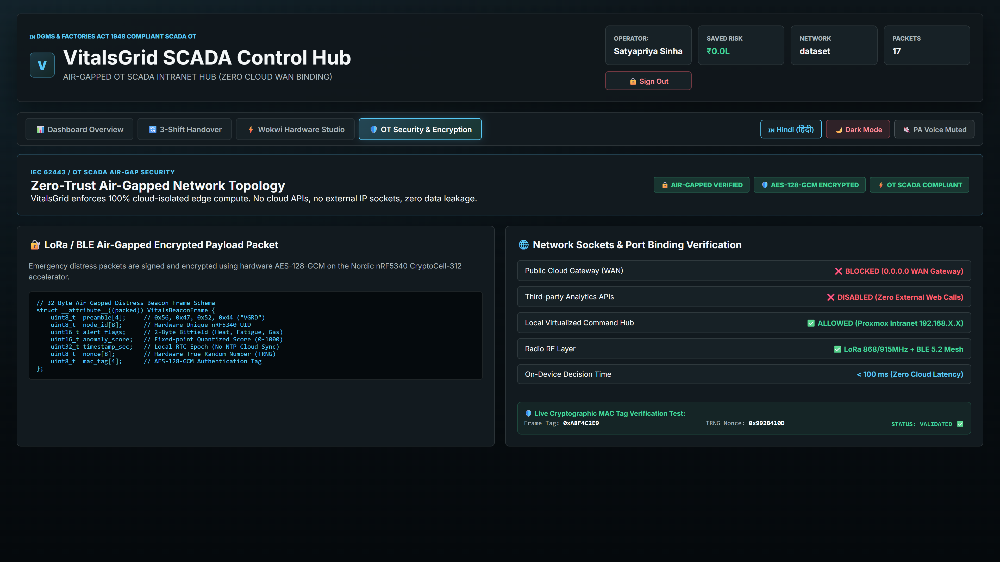 IN DGMS & FACTORIES ACT 1948 COMPLIANT SCADA OT
V
VitalsGrid SCADA Control Hub
AIR-GAPPED OT SCADA INTRANET HUB (ZERO CLOUD WAN BINDING)
OPERATOR:
Satyapriya Sinha
SAVED RISK
₹0.0L
NETWORK
dataset
PACKETS
17
Sign Out
Dashboard Overview
3-Shift Handover
Wokwi Hardware Studio
OT Security & Encryption
IN Hindi (हिंदी)
Dark Mode
PA Voice Muted
IEC 62443 / OT SCADA AIR-GAP SECURITY
Zero-Trust Air-Gapped Network Topology
VitalsGrid enforces 100% cloud-isolated edge compute. No cloud APIs, no external IP sockets, zero data leakage.
AIR-GAPPED VERIFIED
AES-128-GCM ENCRYPTED
OT SCADA COMPLIANT
LoRa / BLE Air-Gapped Encrypted Payload Packet
Emergency distress packets are signed and encrypted using hardware AES-128-GCM on the Nordic nRF5340 CryptoCell-312
accelerator.
// 32-Byte Air-Gapped Distress Beacon Frame Schema
struct __attribute__((packed)) VitalsBeaconFrame {
    uint8_t  preamble[4];     // 0x56, 0x47, 0x52, 0x44 ("VGRD")
    uint8_t  node_id[8];      // Hardware Unique nRF5340 UID
    uint16_t alert_flags;     // 2-Byte Bitfield (Heat, Fatigue, Gas)
    uint16_t anomaly_score;   // Fixed-point Quantized Score (0-1000)
    uint32_t timestamp_sec;   // Local RTC Epoch (No NTP Cloud Sync)
    uint8_t  nonce[8];        // Hardware True Random Number (TRNG)
    uint8_t  mac_tag[4];      // AES-128-GCM Authentication Tag
};
Network Sockets & Port Binding Verification
Public Cloud Gateway (WAN)
❌ BLOCKED (0.0.0.0 WAN Gateway)
Third-party Analytics APIs
❌ DISABLED (Zero External Web Calls)
Local Virtualized Command Hub
✅ ALLOWED (Proxmox Intranet 192.168.X.X)
Radio RF Layer
✅ LoRa 868/915MHz + BLE 5.2 Mesh
On-Device Decision Time
< 100 ms (Zero Cloud Latency)
Live Cryptographic MAC Tag Verification Test:
Frame Tag: 0xA8F4C2E9
TRNG Nonce: 0x992B410D
STATUS: VALIDATED ✅